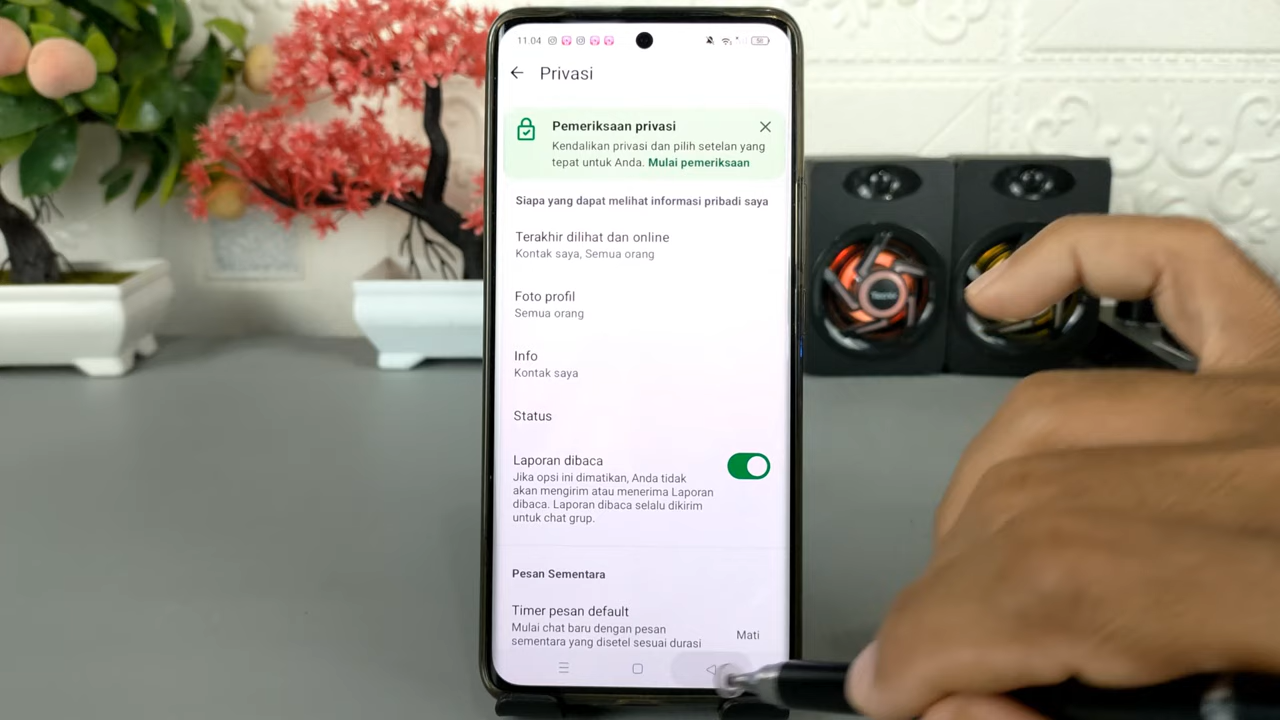 11.04
58
Privasi
Pemeriksaan privasi
Kendalikan privasi dan pilih setelan yang
tepat untuk Anda. Mulai pemeriksaan
Siapa yang dapat melihat informasi pribadi saya
Terakhir dilihat dan online
Kontak saya, Semua orang
Foto profil
Semua orang
Info
Kontak saya
Status
Laporan dibaca
Jika opsi ini dimatikan, Anda tidak
akan mengirim atau menerima Laporan
dibaca. Laporan dibaca selalu dikirim
untuk chat grup.
Pesan Sementara
Timer pesan default
Mulai chat baru dengan pesan
sementara yang disetel sesuai durasi
Mati